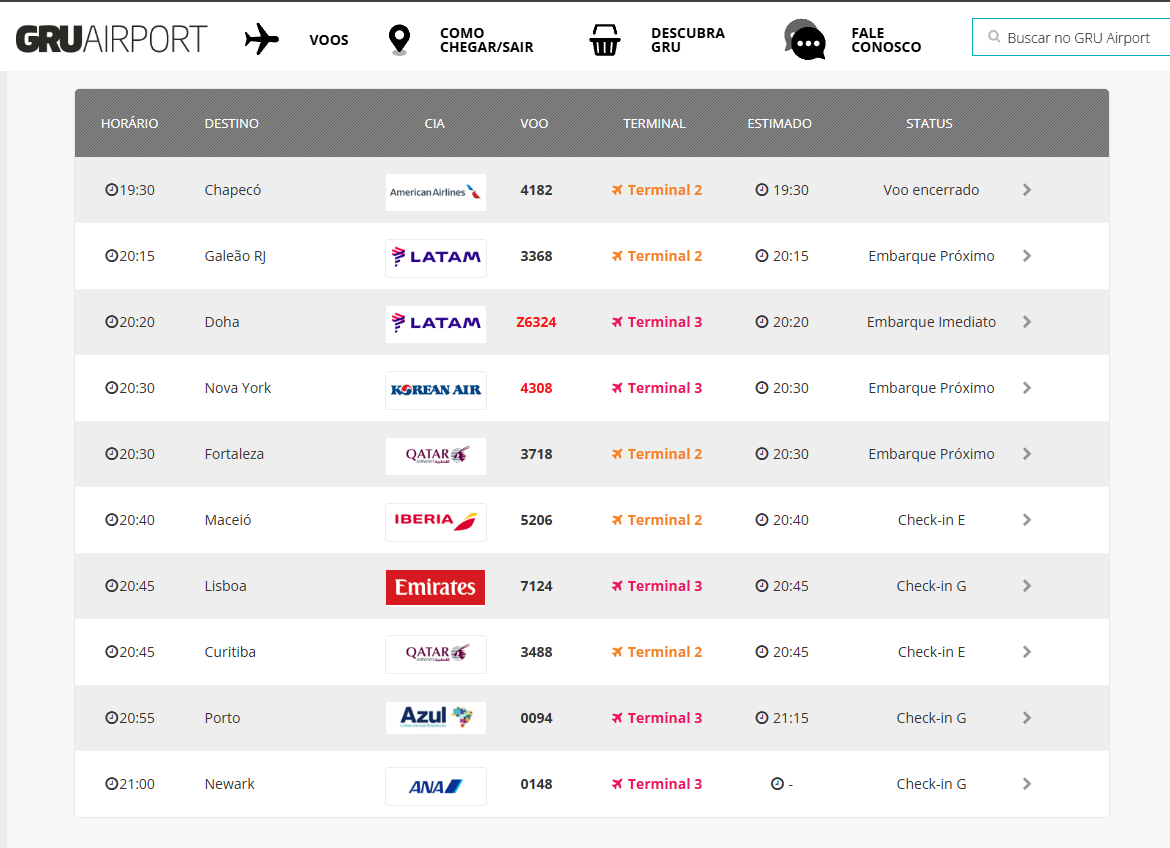 GRUAIRPORT
VOOS
COMO
CHEGAR/SAIR
DESCUBRA
GRU
FALE
CONOSCO
Buscar no GRU Airport
HORÁRIO DESTINO CIA VOO TERMINAL ESTIMADO STATUS
19:30 Chapecó American Airlines 4182 Terminal 2 19:30 Voo encerrado
20:15 Galeão RJ LATAM 3368 Terminal 2 20:15 Embarque Próximo
20:20 Doha LATAM Z6324 Terminal 3 20:20 Embarque Imediato
20:30 Nova York KOREAN AIR 4308 Terminal 3 20:30 Embarque Próximo
20:30 Fortaleza QATAR AIRWAYS 3718 Terminal 2 20:30 Embarque Próximo
20:40 Maceió IBERIA 5206 Terminal 2 20:40 Check-in E
20:45 Lisboa Emirates 7124 Terminal 3 20:45 Check-in G
20:45 Curitiba QATAR AIRWAYS 3488 Terminal 2 20:45 Check-in E
20:55 Porto Azul Linhas Aéreas Brasileiras 0094 Terminal 3 21:15 Check-in G
21:00 Newark ANA 0148 Terminal 3 - Check-in G